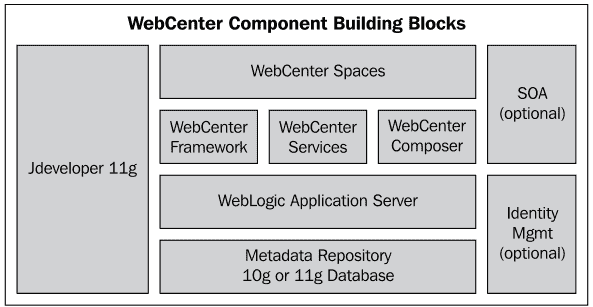 WebCenter Component Building Blocks
Jdeveloper 11g
WebCenter Spaces
WebCenter
Framework
WebCenter
Services
WebCenter
Composer
WebLogic Application Server
Metadata Repository
10g or 11g Database
SOA
(optional)
Identity
Mgmt
(optional)